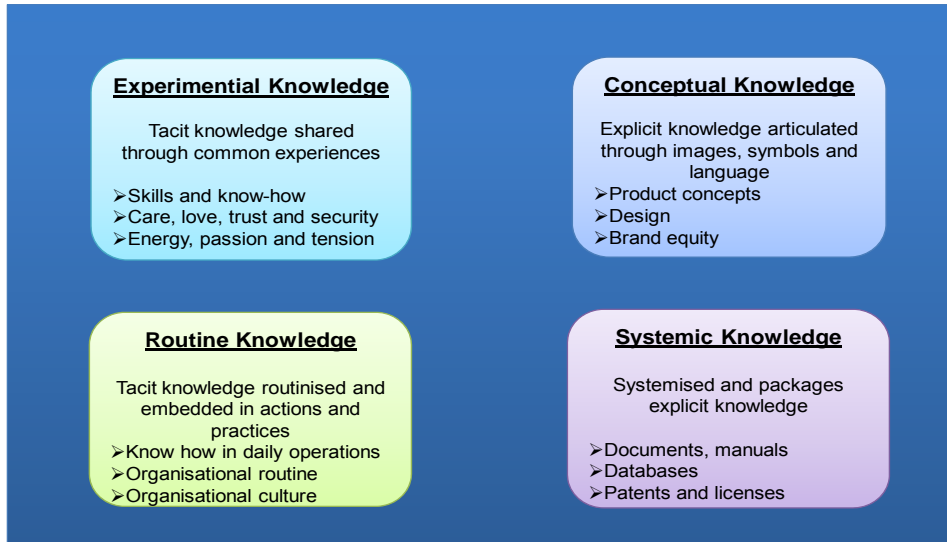 Experimental Knowledge
Tacit knowledge shared
through common experiences
➢Skills and know-how
➢Care, love, trust and security
➢Energy, passion and tension
Conceptual Knowledge
Explicit knowledge articulated
through images, symbols and
language
➢Product concepts
➢Design
➢Brand equity
Routine Knowledge
Tacit knowledge routinised and
embedded in actions and
practices
➢Know how in daily operations
➢Organisational routine
➢Organisational culture
Systemic Knowledge
Systemised and packages
explicit knowledge
➢Documents, manuals
➢Databases
➢Patents and licenses